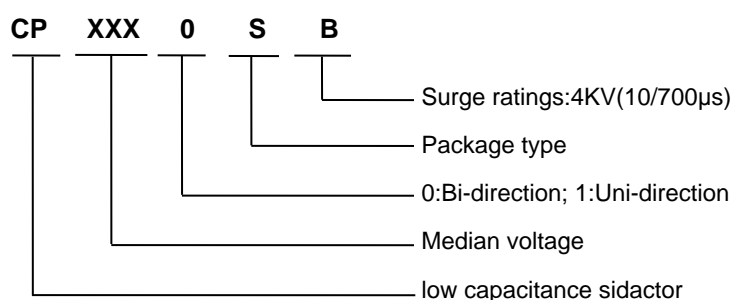 CP XXX 0 S B
Surge ratings:4KV(10/700µs)
Package type
0:Bi-direction; 1:Uni-direction
Median voltage
low capacitance sidactor